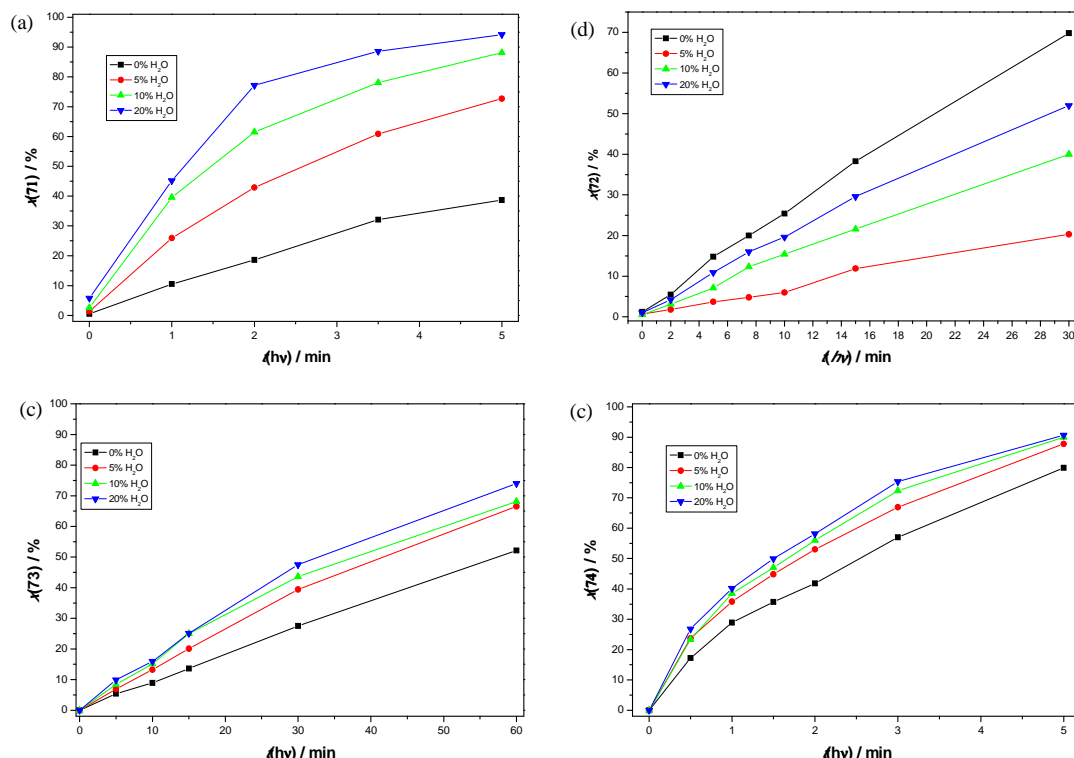 (a)
100
90
80
70
60
50
40
30
20
10
0
x(71) / %
0% H₂O
5% H₂O
10% H₂O
20% H₂O
0 1 2 3 4 5
t(hν) / min
(d)
70
60
50
40
30
20
10
0
x(72) / %
0% H₂O
5% H₂O
10% H₂O
20% H₂O
0 2 4 6 8 10 12 14 16 18 20 22 24 26 28 30
t(hν) / min
(c)
100
90
80
70
60
50
40
30
20
10
0
x(73) / %
0% H₂O
5% H₂O
10% H₂O
20% H₂O
0 10 20 30 40 50 60
t(hν) / min
(c)
100
90
80
70
60
50
40
30
20
10
0
x(74) / %
0% H₂O
5% H₂O
10% H₂O
20% H₂O
0 1 2 3 4 5
t(hν) / min